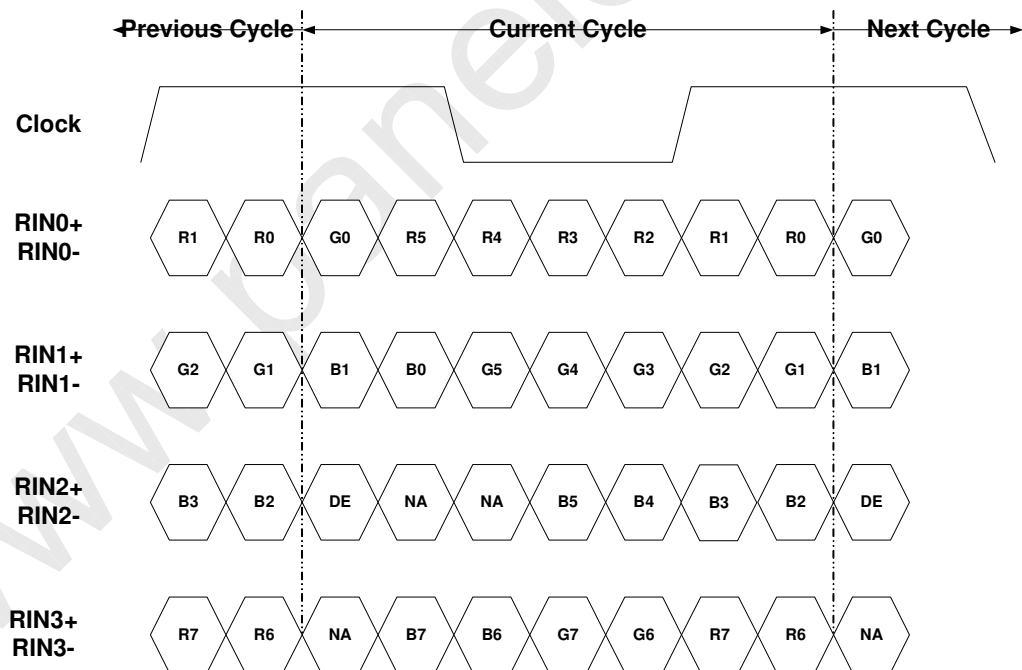 Previous Cycle Current Cycle Next Cycle
Clock
RIN0+
RIN0-
R1 R0 G0 R5 R4 R3 R2 R1 R0 G0
RIN1+
RIN1-
G2 G1 B1 B0 G5 G4 G3 G2 G1 B1
RIN2+
RIN2-
B3 B2 DE NA NA B5 B4 B3 B2 DE
RIN3+
RIN3-
R7 R6 NA B7 B6 G7 G6 R7 R6 NA